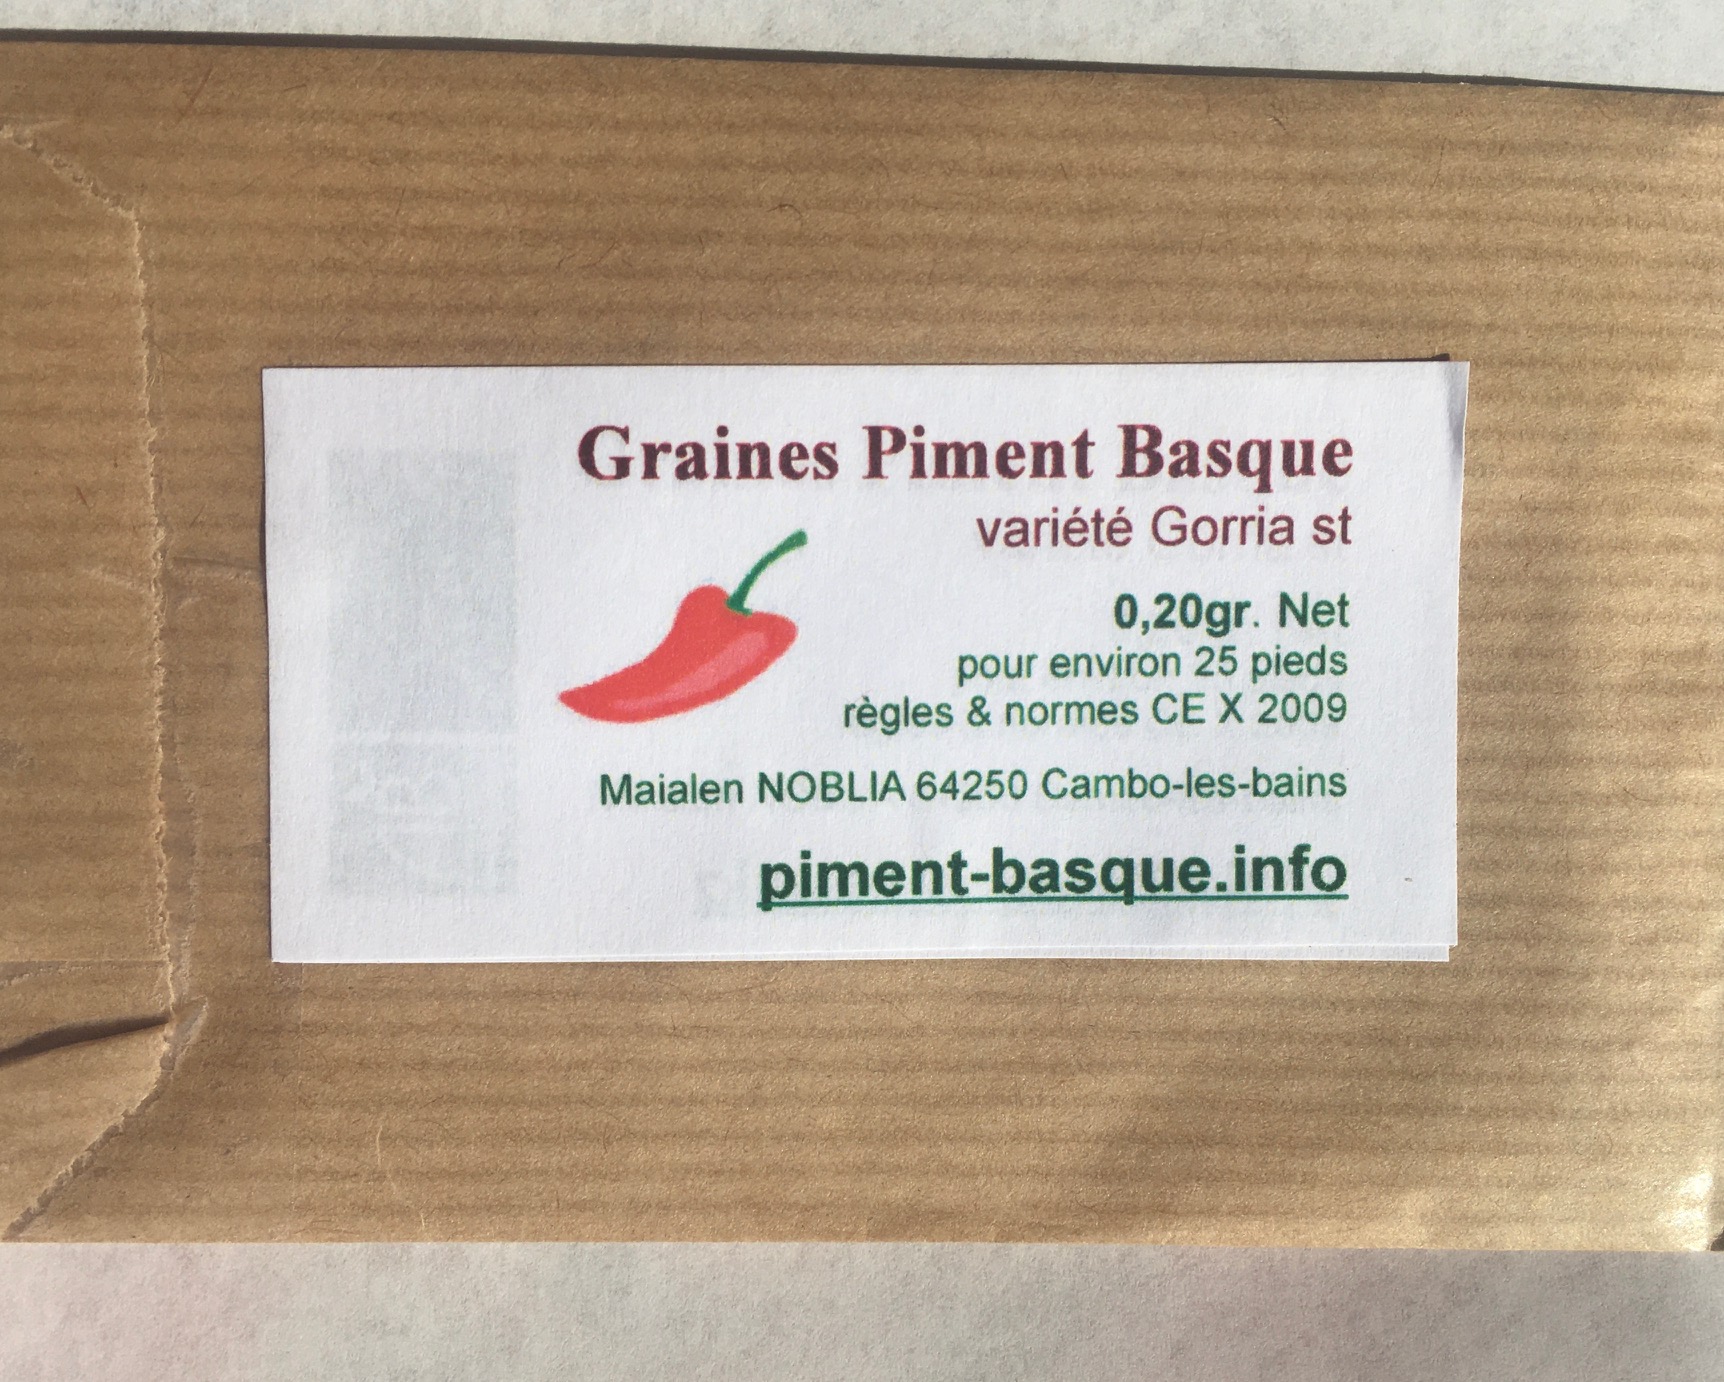 Graines Piment Basque
variété Gorria st
0,20gr. Net
pour environ 25 pieds
règles & normes CE X 2009
Maialen NOBLIA 64250 Cambo-les-bains
piment-basque.info